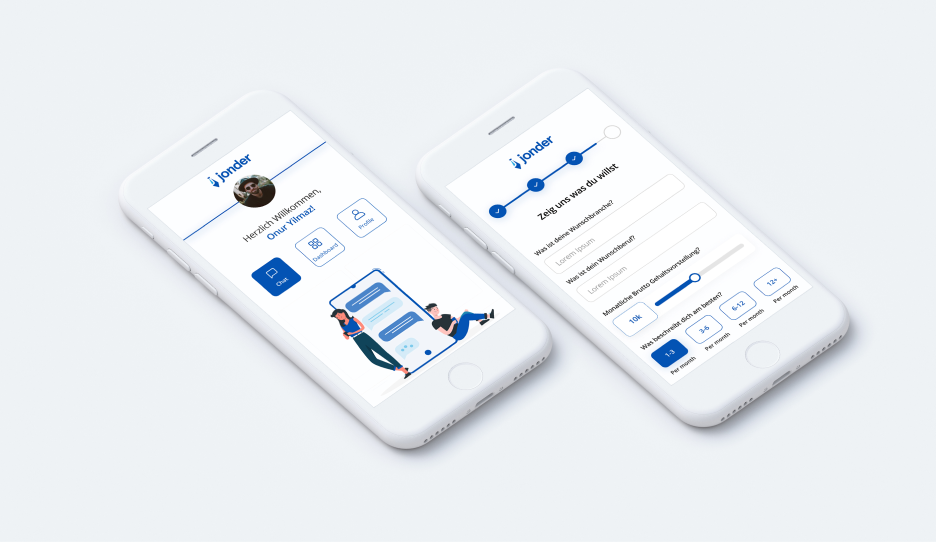 jonder
Herzlich Willkommen,
Onur Yilmaz!
Chat
Dashboard
Profile
jonder
Zeig uns was du willst
Was ist deine Wunschbranche?
Lorem Ipsum
Was ist dein Wunschberuf?
Lorem Ipsum
Monatliche Brutto Gehaltsvorstellung?
10k
Was beschreibt dich am besten?
1-3
3-6
6-12
12+
Per month
Per month
Per month
Per month